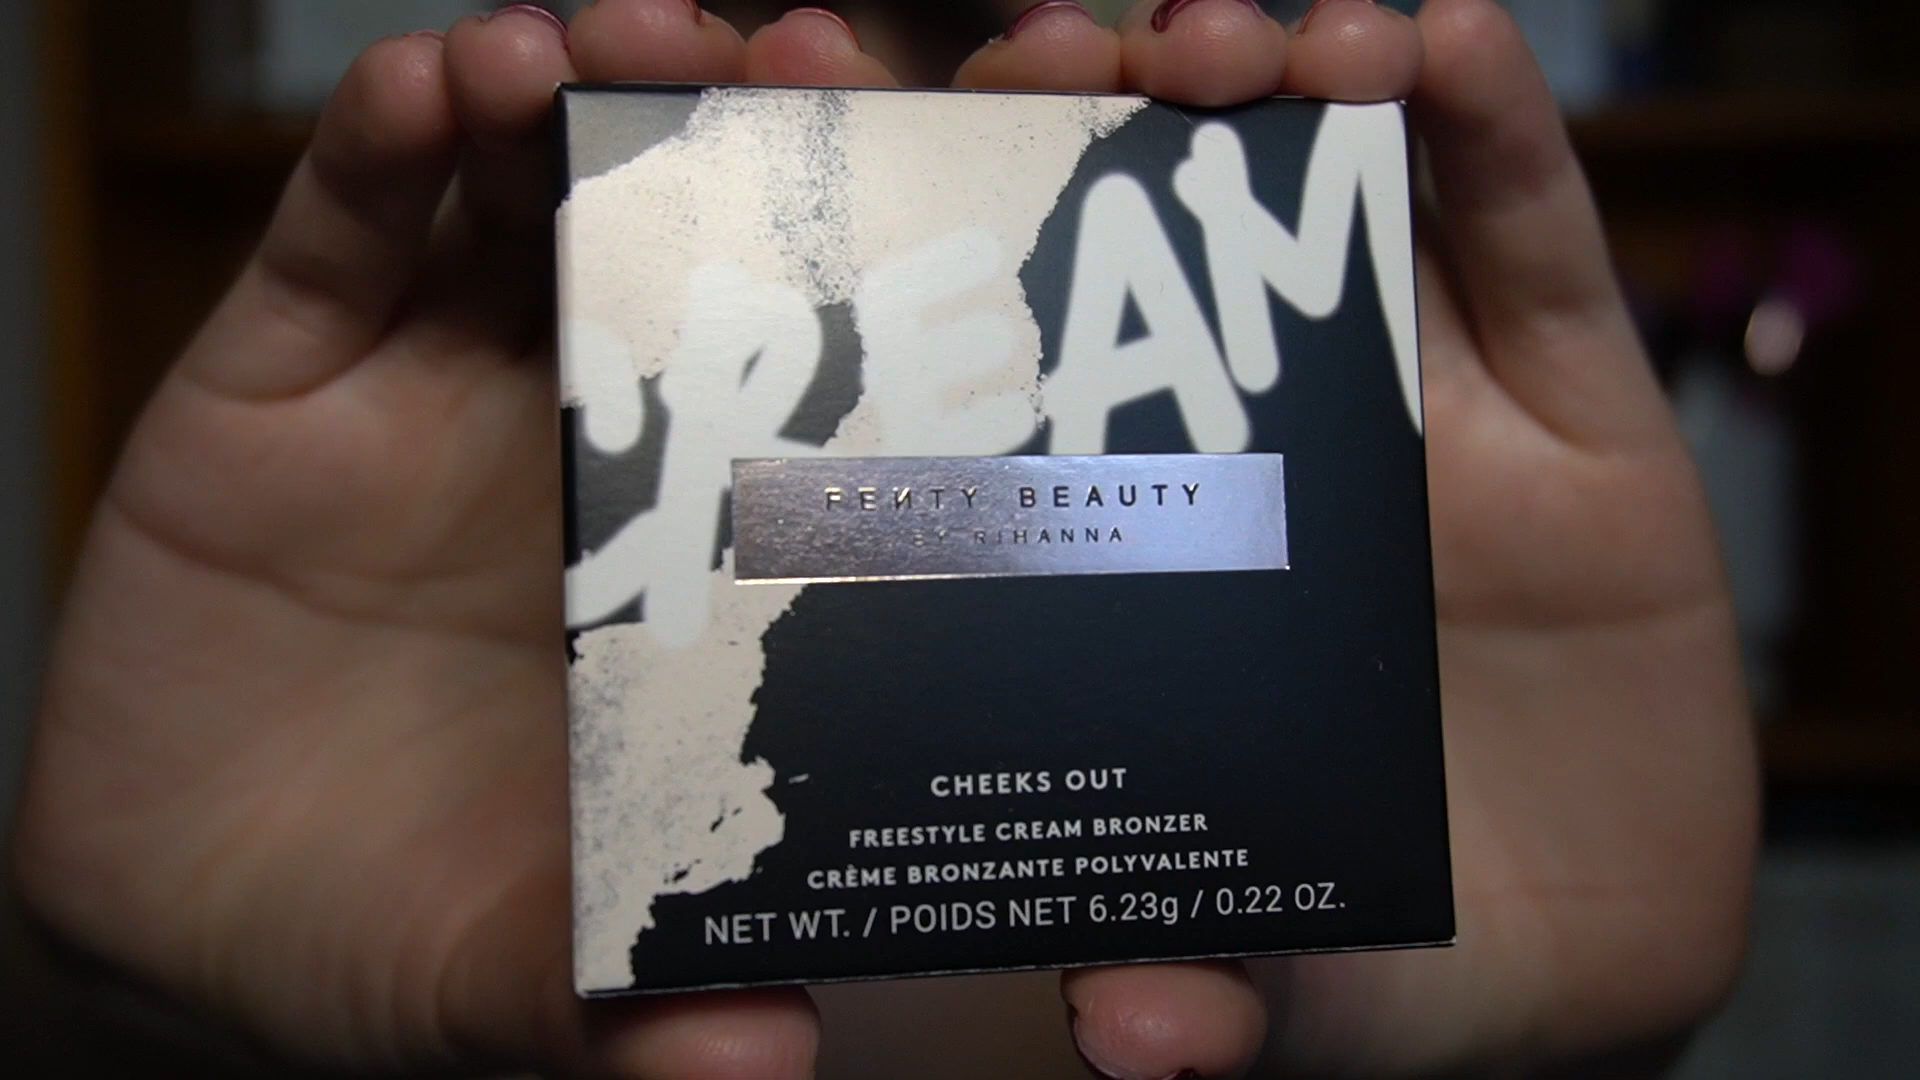 CREAM
FEИTY BEAUTY
BY RIHANNA
CHEEKS OUT
FREESTYLE CREAM BRONZER
CRÈME BRONZANTE POLYVALENTE
NET WT. / POIDS NET 6.23g / 0.22 OZ.